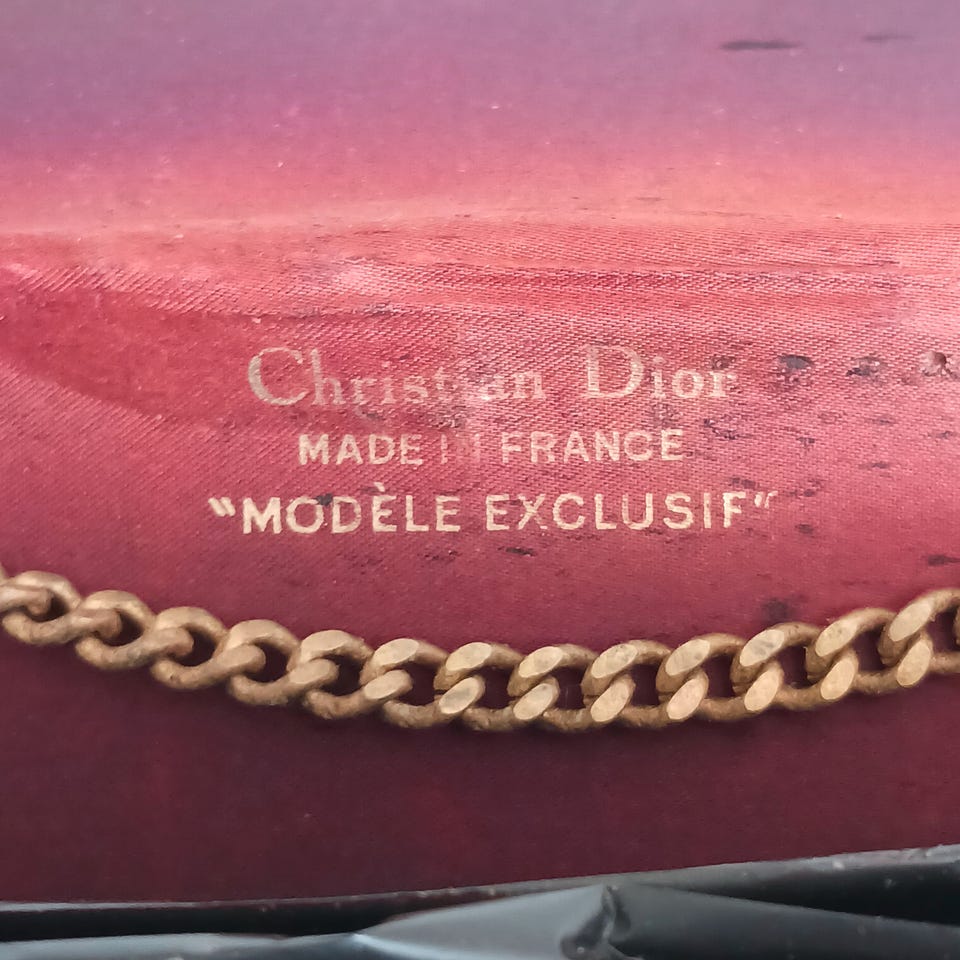 Christian Dior
MADE IN FRANCE
"MODÈLE EXCLUSIF"